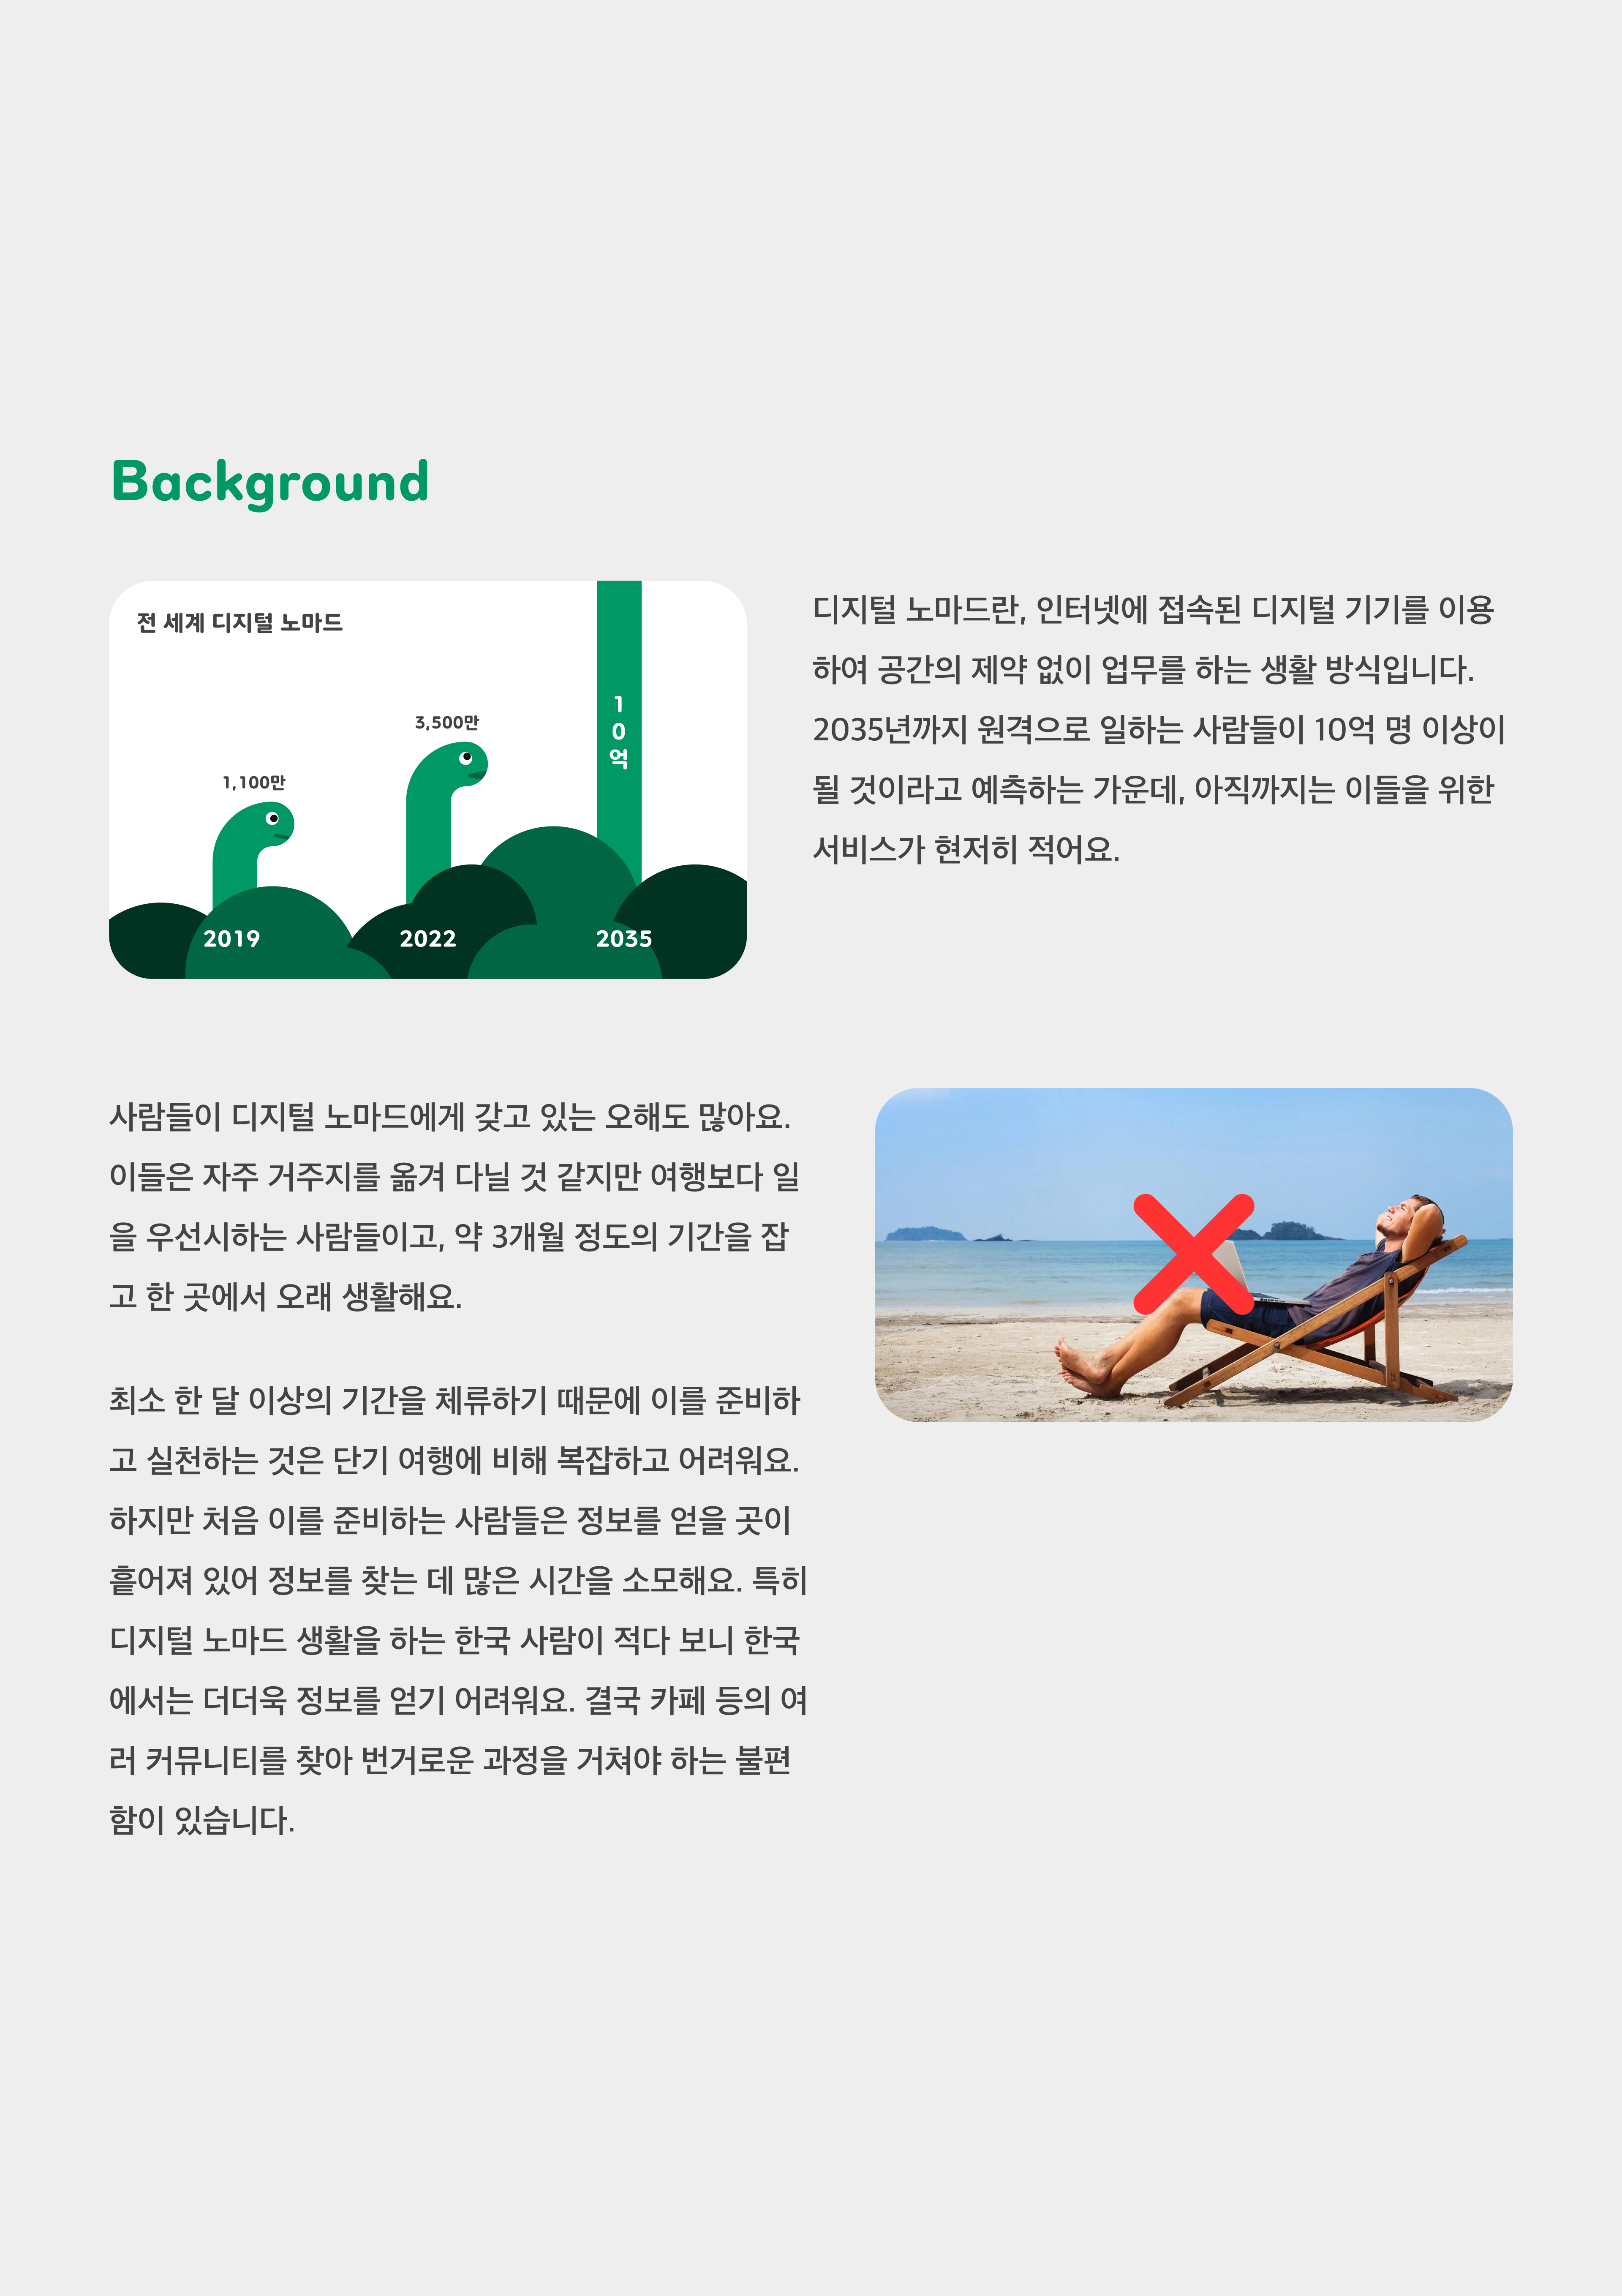 Background
전 세계 디지털 노마드
1,100만
3,500만
1
0
억
2019
2022
2035
디지털 노마드란, 인터넷에 접속된 디지털 기기를 이용
하여 공간의 제약 없이 업무를 하는 생활 방식입니다.
2035년까지 원격으로 일하는 사람들이 10억 명 이상이
될 것이라고 예측하는 가운데, 아직까지는 이들을 위한
서비스가 현저히 적어요.
사람들이 디지털 노마드에게 갖고 있는 오해도 많아요.
이들은 자주 거주지를 옮겨 다닐 것 같지만 여행보다 일
을 우선시하는 사람들이고, 약 3개월 정도의 기간을 잡
고 한 곳에서 오래 생활해요.
최소 한 달 이상의 기간을 체류하기 때문에 이를 준비하
고 실천하는 것은 단기 여행에 비해 복잡하고 어려워요.
하지만 처음 이를 준비하는 사람들은 정보를 얻을 곳이
흩어져 있어 정보를 찾는 데 많은 시간을 소모해요. 특히
디지털 노마드 생활을 하는 한국 사람이 적다 보니 한국
에서는 더더욱 정보를 얻기 어려워요. 결국 카페 등의 여
러 커뮤니티를 찾아 번거로운 과정을 거쳐야 하는 불편
함이 있습니다.